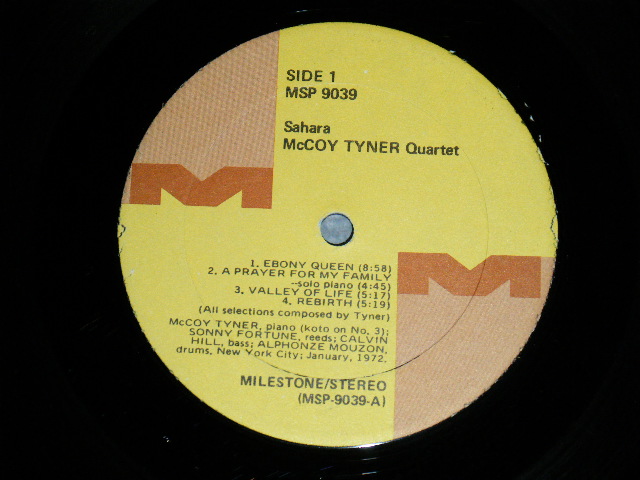 SIDE 1
MSP 9039
Sahara
McCOY TYNER Quartet
1. EBONY QUEEN (8:58)
2. A PRAYER FOR MY FAMILY
--solo piano (4:45)
3. VALLEY OF LIFE (5:17)
4. REBIRTH (5:19)
(All selections composed by Tyner)
McCOY TYNER, piano (koto on No. 3);
SONNY FORTUNE, reeds; CALVIN
HILL, bass; ALPHONZE MOUZON,
drums. New York City; January, 1972.
MILESTONE/STEREO
(MSP-9039-A)